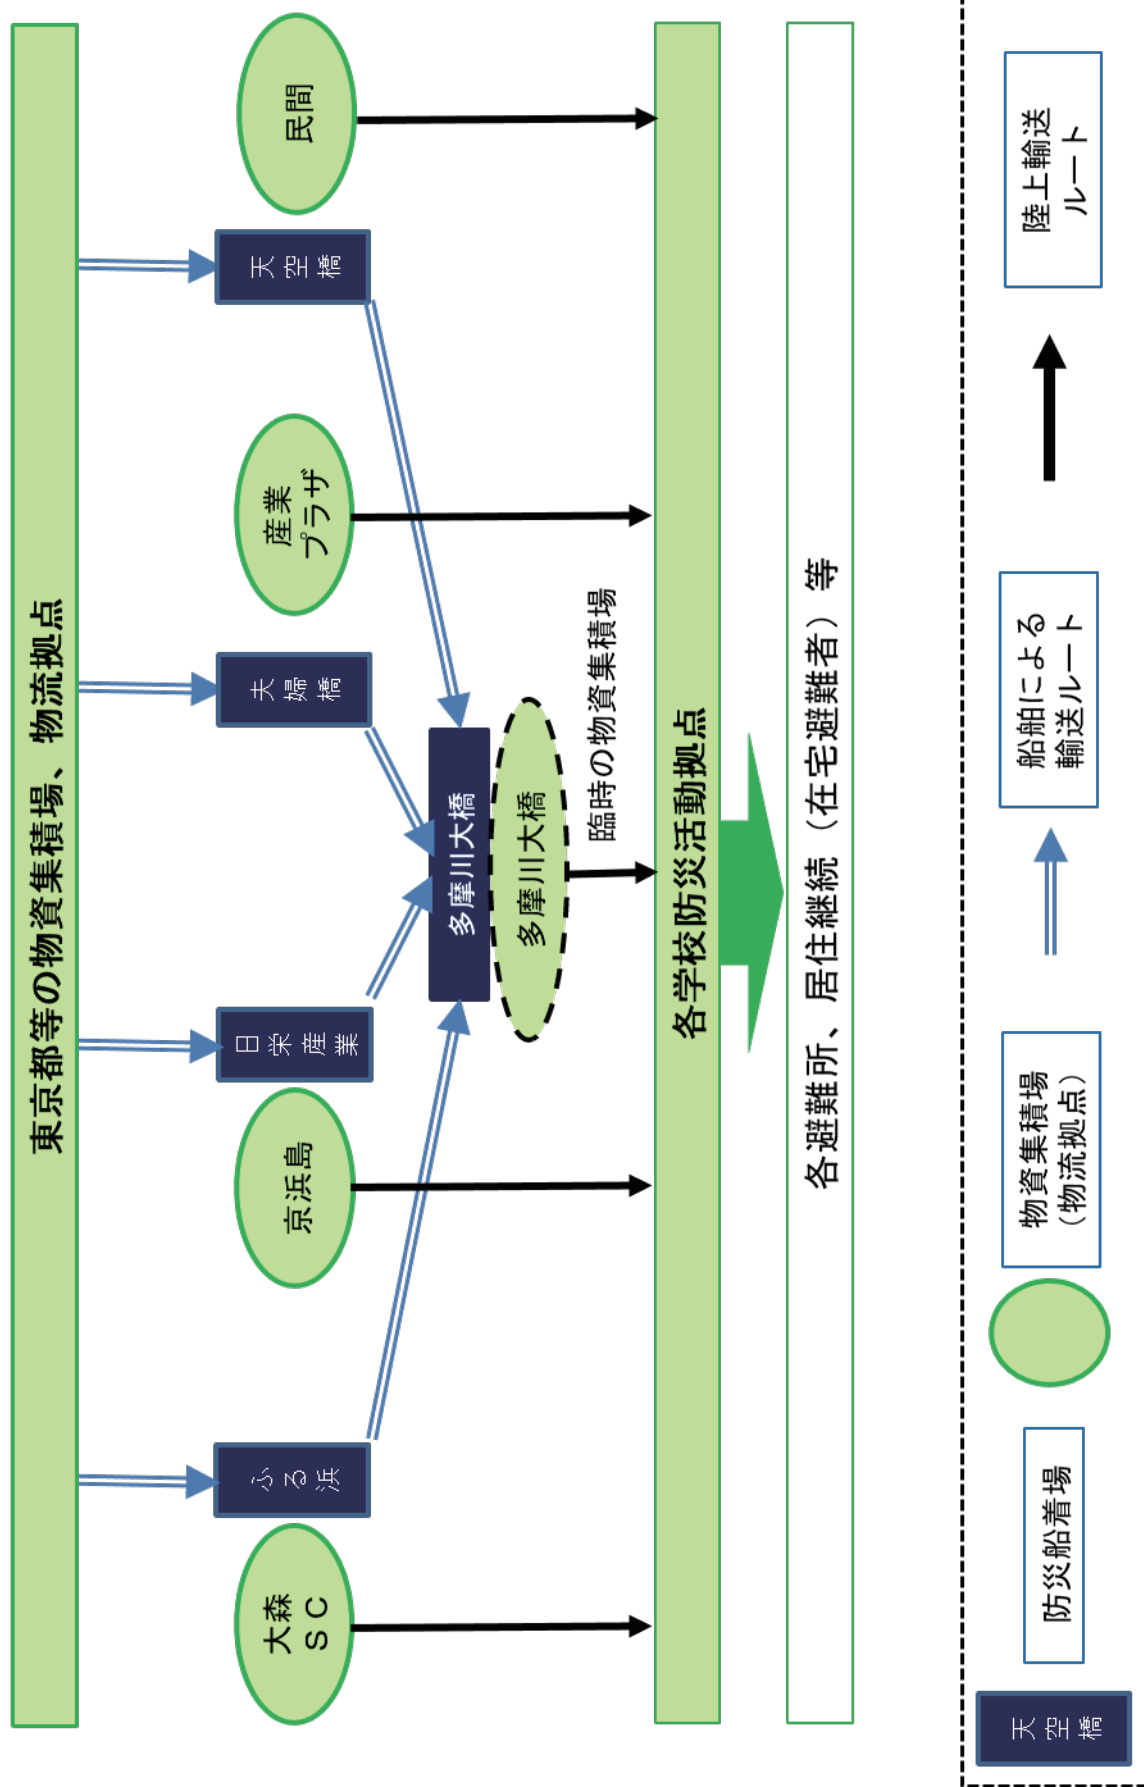 東京都等の物資集積場、物流拠点
大森
ＳＣ
ふる浜
京浜島
日栄産業
夫婦橋
産業
プラザ
天空橋
民間
多摩川大橋
多摩川大橋
臨時の物資集積場
各学校防災活動拠点
各避難所、居住継続（在宅避難者）等
天空橋
防災船着場
物資集積場
（物流拠点）
船舶による
輸送ルート
陸上輸送
ルート